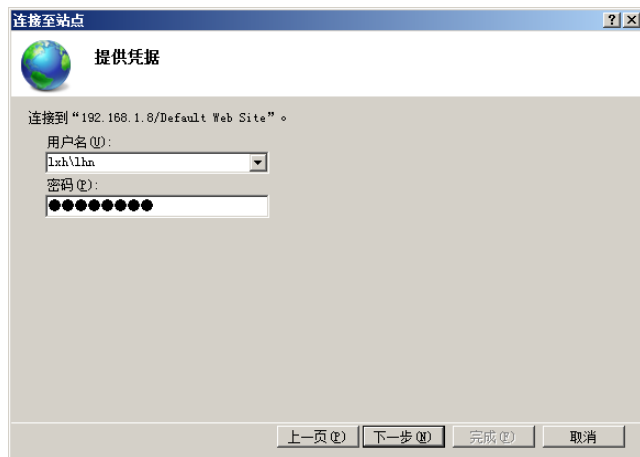 连接至站点
提供凭据
连接到“192.168.1.8/Default Web Site”。
用户名(U):
lxh\lhn
密码(P):
●●●●●●●●
上一页(P) 下一步(N) 完成(F) 取消